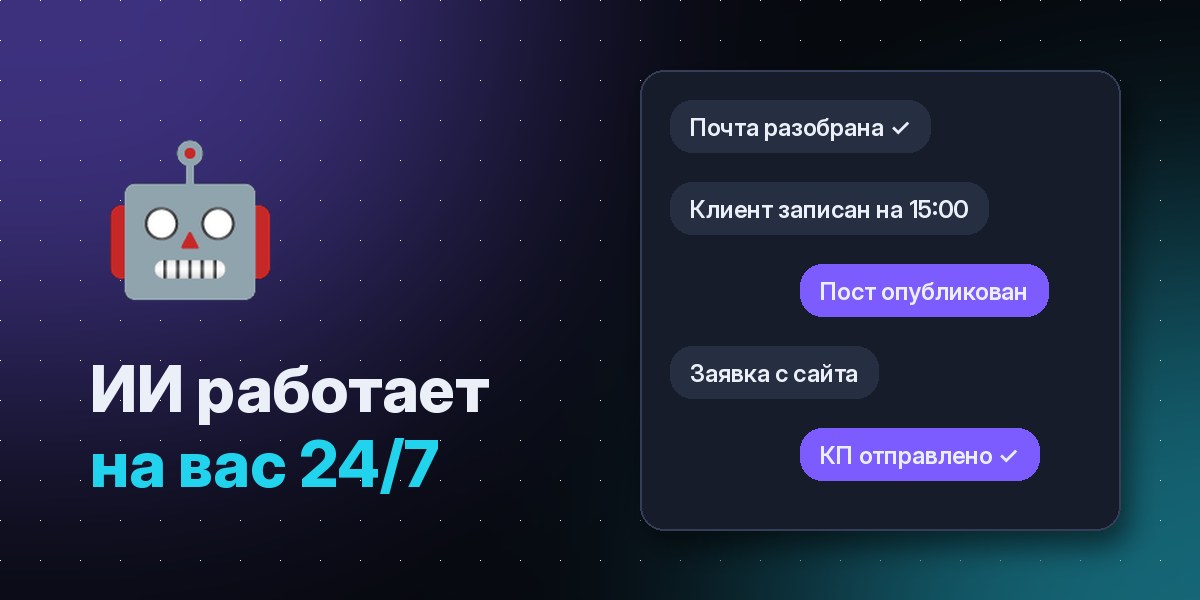 ИИ работает
на вас 24/7
Почта разобрана ✓
Клиент записан на 15:00
Пост опубликован
Заявка с сайта
КП отправлено ✓